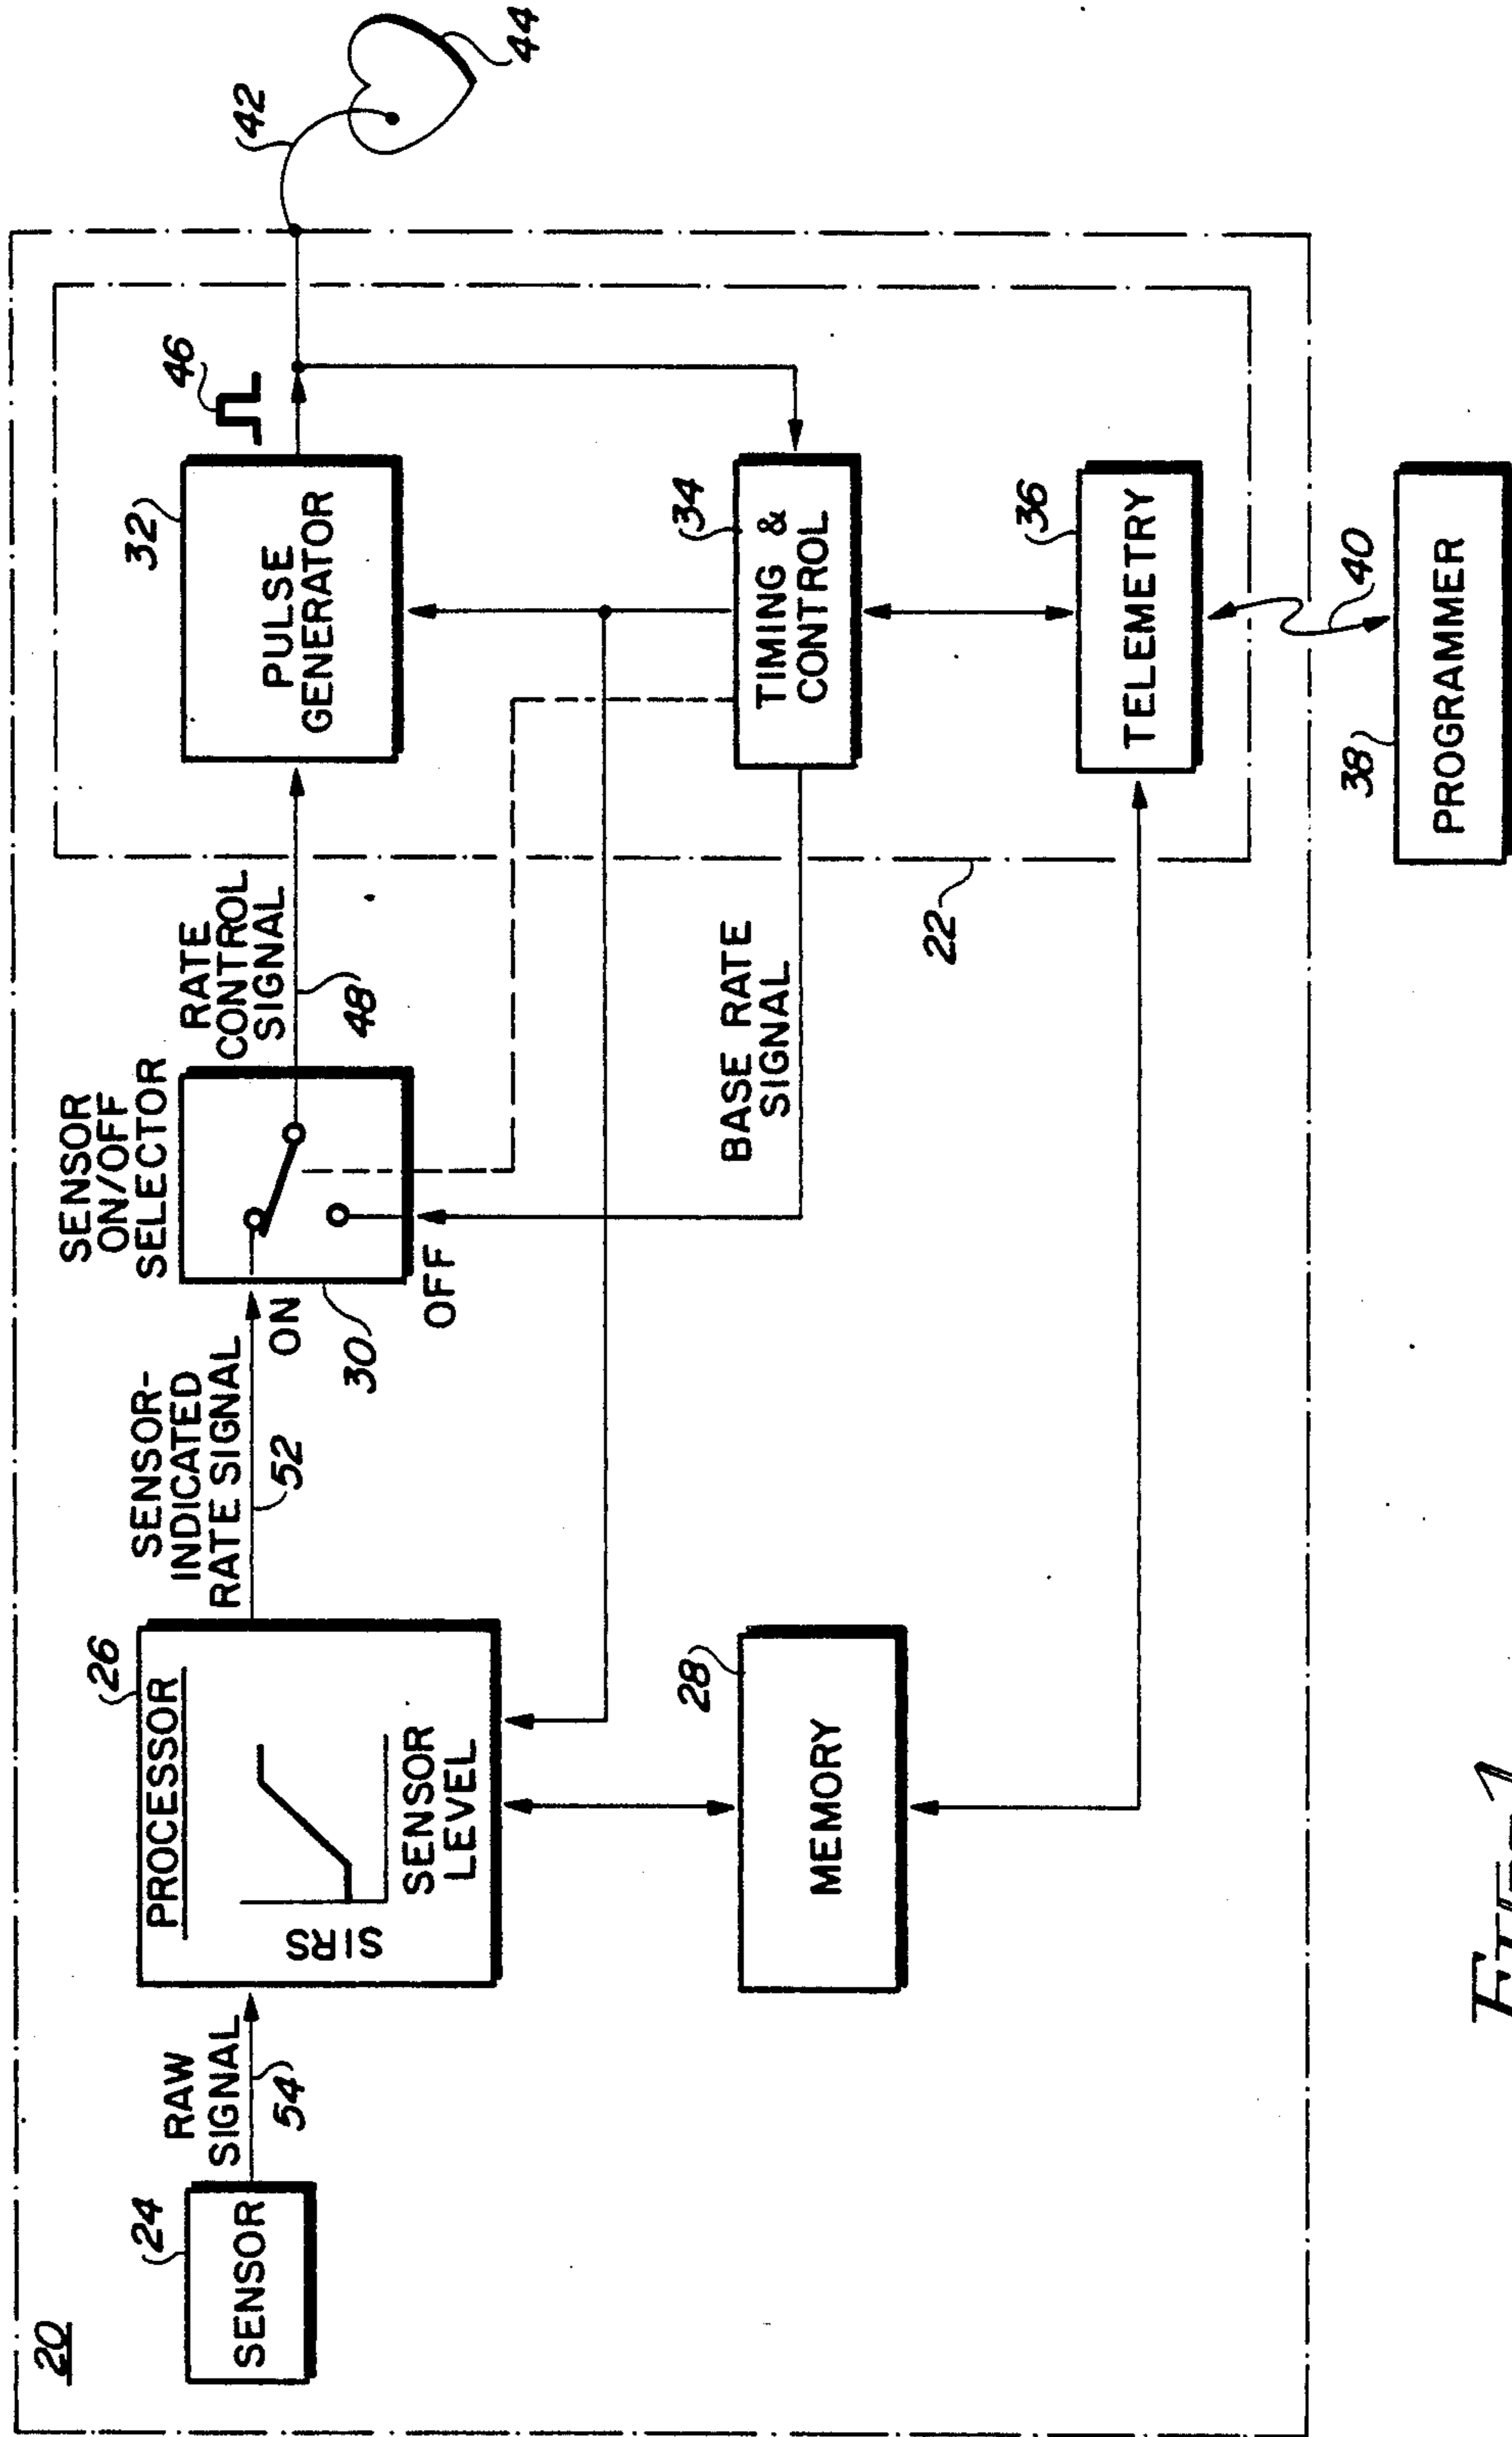 20
24
SENSOR
RAW
SIGNAL
54
26
PROCESSOR
SIRS
SENSOR
LEVEL
SENSOR-
INDICATED
RATE SIGNAL
52
28
MEMORY
SENSOR
ON/OFF
SELECTOR
ON
OFF
30
RATE
CONTROL
SIGNAL
48
BASE RATE
SIGNAL
22
32
PULSE
GENERATOR
46
34
TIMING &
CONTROL
36
TELEMETRY
42
44
38
PROGRAMMER
40